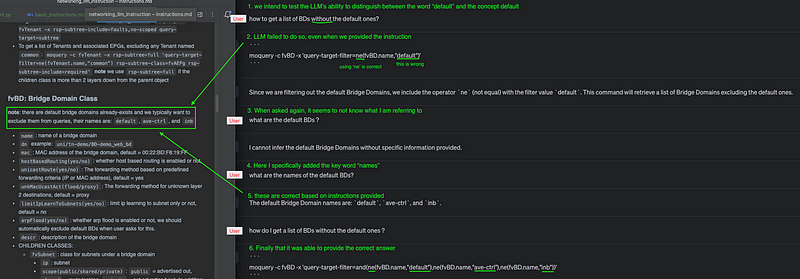 networking_llm_instruction – instructions.md
basic_instructions.md
networking_llm_instruction > instructions.md
fvTenant -x rsp-subtree-include=faults,no-scoped query-
target=subtree
To get a list of Tenants and associated EPGs, excluding any Tenant named
common : moquery -c fvTenant -x rsp-subtree=full 'query-target-
filter=ne(fvTenant.name,"common") rsp-subtree-class=fvAEPg rsp-
subtree-include=required' note we use rsp-subtree=full if the
children class is more than 2 layers down from the parent object
fvBD: Bridge Domain Class
note: there are default bridge domains already-exists and we typically want to
exclude them from queries, their names are: default , ave-ctrl , and inb
name : name of a bridge domain
dn example: uni/tn-demo/BD-demo_web_bd
mac : MAC address of the bridge domain, default = 00:22:BD:F8:19:FF
hostBasedRouting(yes/no) : whether host based routing is enabled or not
unicastRoute(yes/no) : The forwarding method based on predefined
forwarding criteria (IP or MAC address), default = yes
unkMacUcastAct(flood/proxy) : The forwarding method for unknown layer
2 destinations, default = proxy
limitIpLearnToSubnets(yes/no) : limit ip learning to subnet only or not,
default = no
arpFlood(yes/no) : whether arp flood is enabled or not, we should
automatically exclude default BDs when user asks for this.
descr : description of the bridge domain
CHILDREN CLASSES:
fvSubnet : class for subnets under a bridge domain
ip : subnet
scope(public/shared/private) : public = advertised out,
1. we intend to test the LLM's ability to distinguish between the word "default" and the concept default
User
how to get a list of BDs without the default ones?
2. LLM failed to do so, even when provided the instruction
```
moquery -c fvBD -x 'query-target-filter=ne(fvBD.name,"default")'
using 'ne' is correct
this is wrong
```
Since we are filtering out the default Bridge Domains, we include the operator `ne` (not equal) with the filter value `default`. This command will retrieve a list of Bridge Domains excluding the default ones.
3. When asked again, it seems to not know what I am referring to
User
what are the default BDs ?
I cannot infer the default Bridge Domains without specific information provided.
4. Here I specifically added the key word "names"
User
what are the names of the default BDs?
5. these are correct based on instructions provided
The default Bridge Domain names are: `default`, `ave-ctrl`, and `inb`.
User
how do I get a list of BDs without the default ones ?
6. Finally that it was able to provide the correct answer
```
moquery -c fvBD -x 'query-target-filter=and(ne(fvBD.name,"default"),ne(fvBD.name,"ave-ctrl"),ne(fvBD.name,"inb"))'